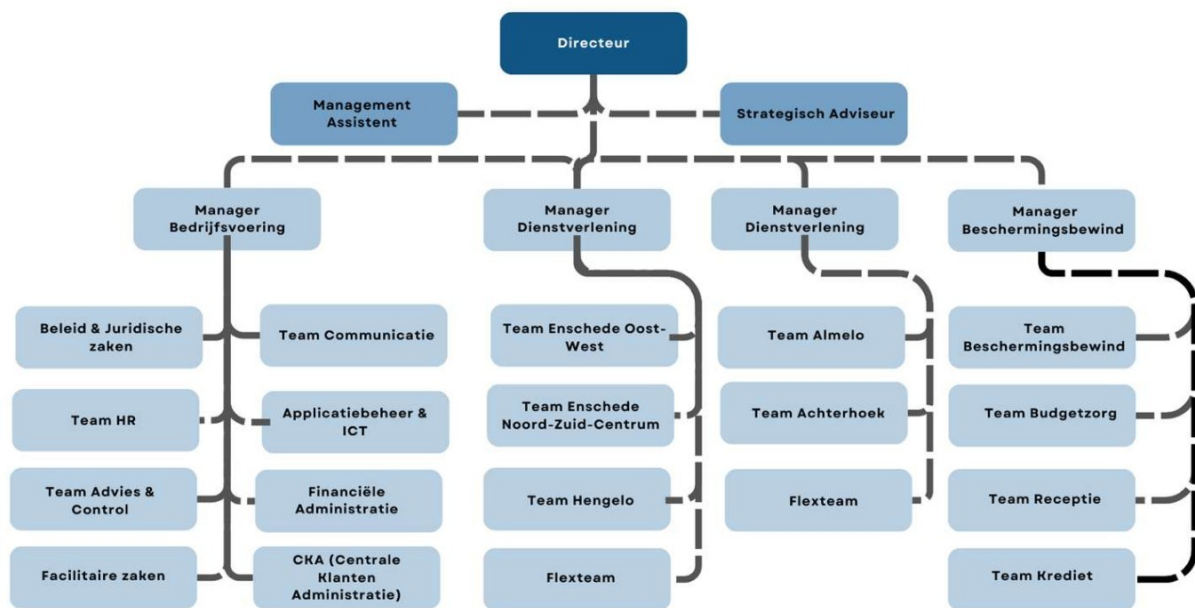 Directeur
Management
Assistent
Strategisch Adviseur
Manager
Bedrijfsvoering
Manager
Dienstverlening
Manager
Dienstverlening
Manager
Beschermingsbewind
Beleid & Juridische
zaken
Team Communicatie
Team HR
Applicatiebeheer &
ICT
Team Advies &
Control
Financiële
Administratie
Facilitaire zaken
CKA (Centrale
Klanten
Administratie)
Team Enschede Oost-
West
Team Enschede
Noord-Zuid-Centrum
Team Hengelo
Flexteam
Team Almelo
Team Achterhoek
Flexteam
Team
Beschermingsbewind
Team Budgetzorg
Team Receptie
Team Krediet